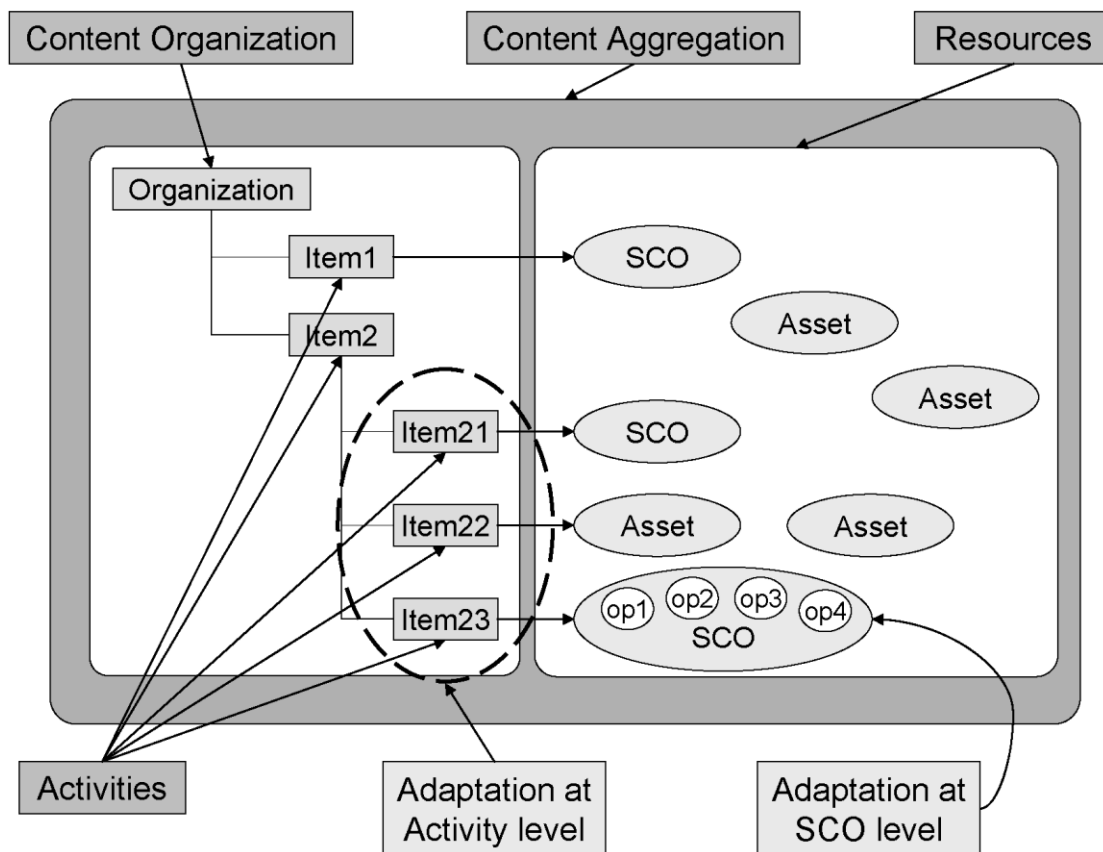 Content Organization
Content Aggregation
Resources
Organization
Item1
SCO
Asset
Item2
Asset
Item21
SCO
Item22
Asset
Asset
Item23
op1
op2
op3
op4
SCO
Activities
Adaptation at
Activity level
Adaptation at
SCO level